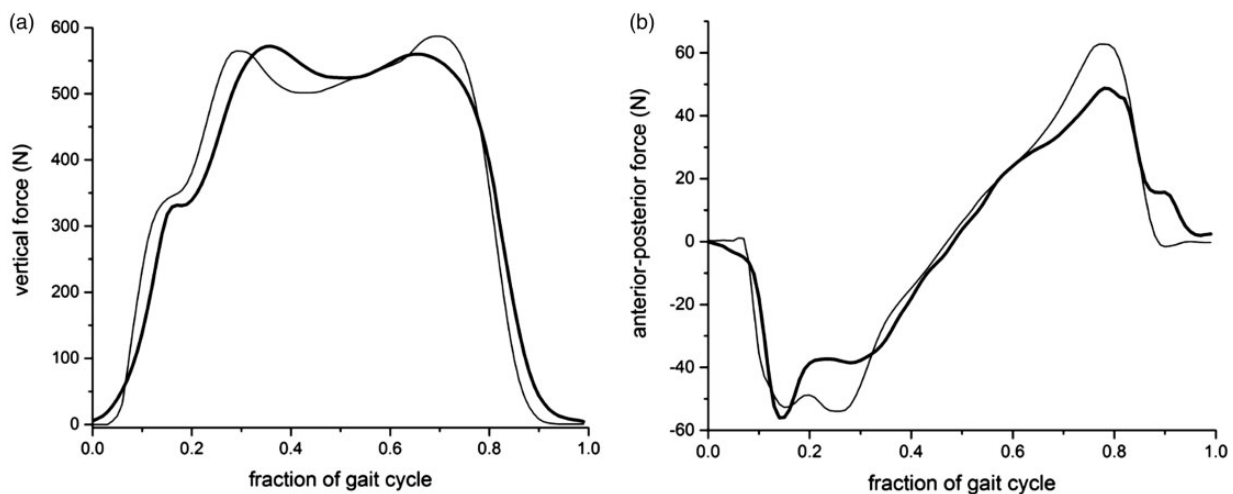 (a)
600
500
400
300
200
100
0
vertical force (N)
0.0 0.2 0.4 0.6 0.8 1.0
fraction of gait cycle
(b)
60
40
20
0
-20
-40
-60
anterior-posterior force (N)
0.0 0.2 0.4 0.6 0.8 1.0
fraction of gait cycle